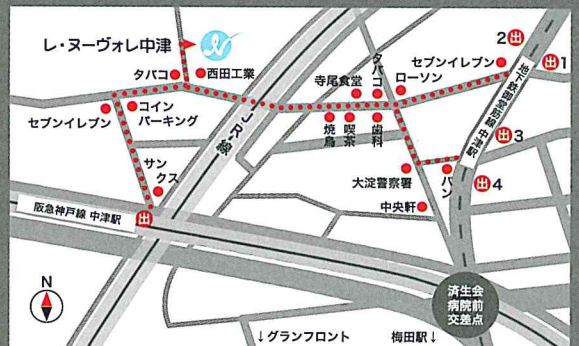 レ・ヌーヴォレ中津
N
タバコ
西田工業
セブンイレブン
コイン
パーキング
サン
クス
阪急神戸線 中津駅
出
JR線
寺尾食堂
タバコ
ローソン
焼鳥
喫茶
歯科
セブンイレブン
2出
出1
地下鉄御堂筋線中津駅
出3
出4
大淀警察署
パン
中央軒
済生会
病院前
交差点
N
↓グランフロント
梅田駅↓